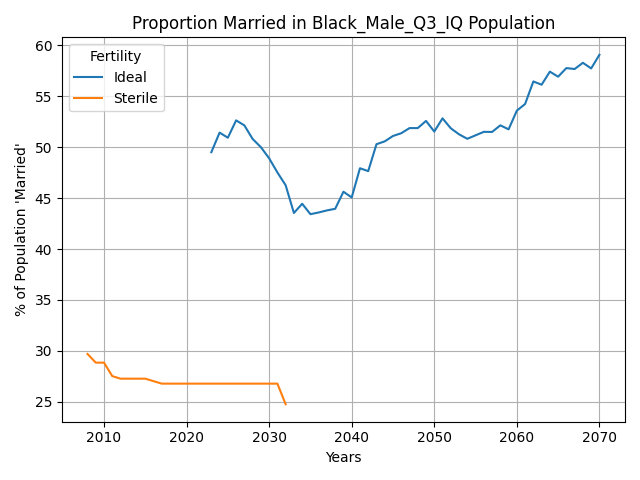 Proportion Married in Black_Male_Q3_IQ Population
Fertility
Ideal
Sterile
% of Population 'Married'
60
55
50
45
40
35
30
25
2010
2020
2030
2040
2050
2060
2070
Years